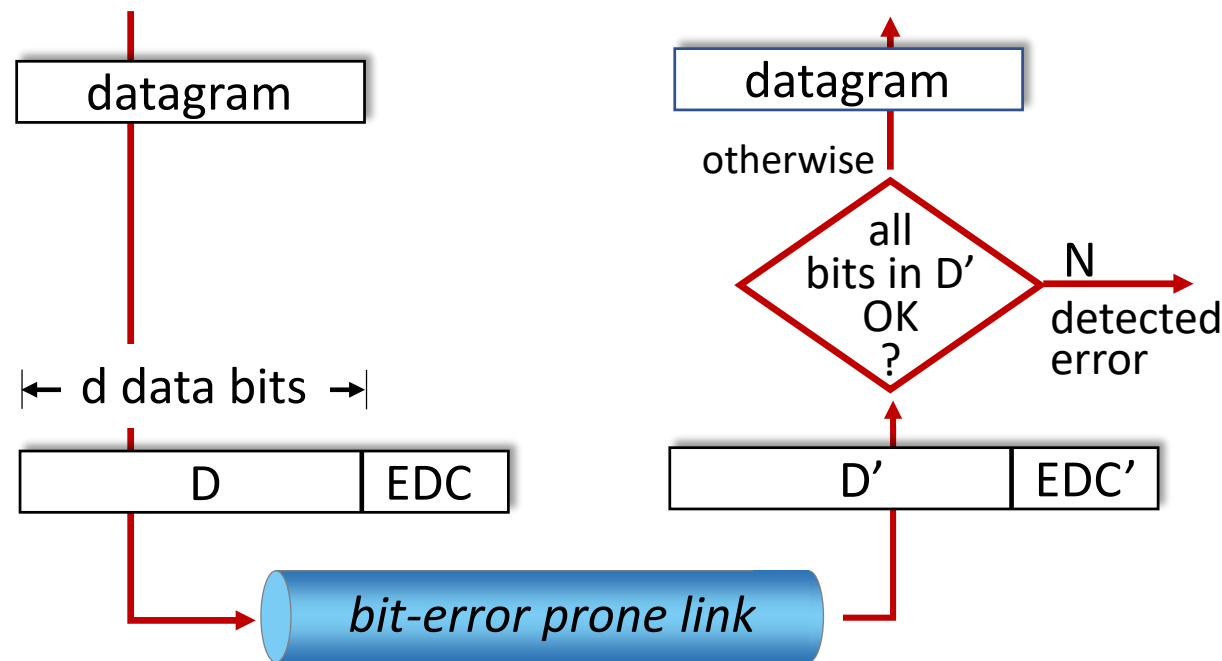 datagram
d data bits
D
EDC
bit-error prone link
datagram
otherwise
all
bits in D’
OK
?
N
detected
error
D’
EDC’